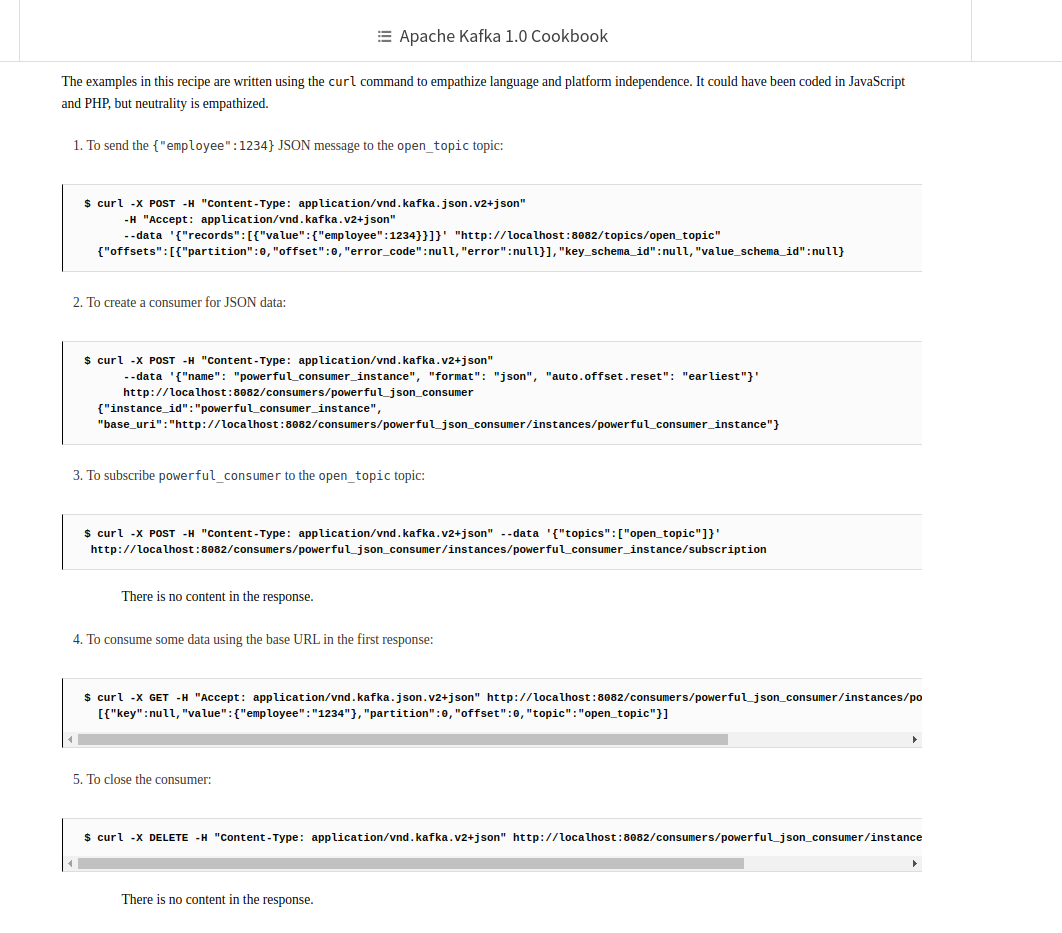 Apache Kafka 1.0 Cookbook
The examples in this recipe are written using the curl command to empathize language and platform independence. It could have been coded in JavaScript
and PHP, but neutrality is empathized.
1. To send the {"employee":1234} JSON message to the open_topic topic:
$ curl -X POST -H "Content-Type: application/vnd.kafka.json.v2+json"
-H "Accept: application/vnd.kafka.v2+json"
--data '{"records":[{"value":{"employee":1234}}]}' "http://localhost:8082/topics/open_topic"
{"offsets":[{"partition":0,"offset":0,"error_code":null,"error":null}],"key_schema_id":null,"value_schema_id":null}
2. To create a consumer for JSON data:
$ curl -X POST -H "Content-Type: application/vnd.kafka.v2+json"
--data '{"name": "powerful_consumer_instance", "format": "json", "auto.offset.reset": "earliest"}'
http://localhost:8082/consumers/powerful_json_consumer
{"instance_id":"powerful_consumer_instance",
"base_uri":"http://localhost:8082/consumers/powerful_json_consumer/instances/powerful_consumer_instance"}
3. To subscribe powerful_consumer to the open_topic topic:
$ curl -X POST -H "Content-Type: application/vnd.kafka.v2+json" --data '{"topics":["open_topic"]}'
http://localhost:8082/consumers/powerful_json_consumer/instances/powerful_consumer_instance/subscription
There is no content in the response.
4. To consume some data using the base URL in the first response:
$ curl -X GET -H "Accept: application/vnd.kafka.json.v2+json" http://localhost:8082/consumers/powerful_json_consumer/instances/po
[{"key":null,"value":{"employee":"1234"},"partition":0,"offset":0,"topic":"open_topic"}]
5. To close the consumer:
$ curl -X DELETE -H "Content-Type: application/vnd.kafka.v2+json" http://localhost:8082/consumers/powerful_json_consumer/instance
There is no content in the response.